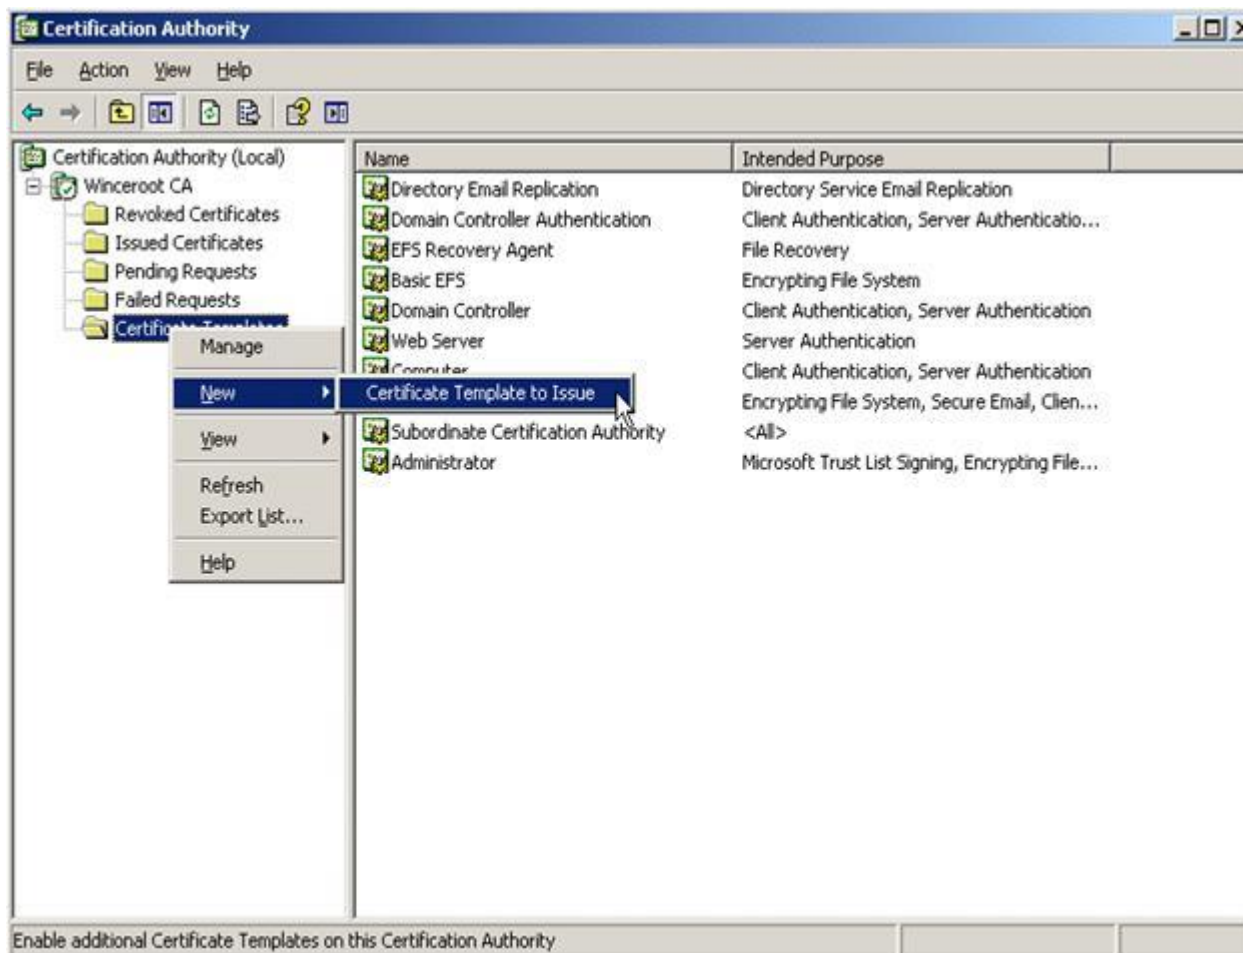 Certification Authority
File Action View Help
Certification Authority (Local)
Winceroot CA
Revoked Certificates
Issued Certificates
Pending Requests
Failed Requests
Manage
New
View
Refresh
Export List...
Help
Certificate Template to Issue
Name Intended Purpose
Directory Email Replication Directory Service Email Replication
Domain Controller Authentication Client Authentication, Server Authenticatio...
EFS Recovery Agent File Recovery
Basic EFS Encrypting File System
Domain Controller Client Authentication, Server Authentication
Web Server Server Authentication
Computer Client Authentication, Server Authentication
Encrypting File System, Secure Email, Clien...
Subordinate Certification Authority <All>
Administrator Microsoft Trust List Signing, Encrypting File...
Enable additional Certificate Templates on this Certification Authority